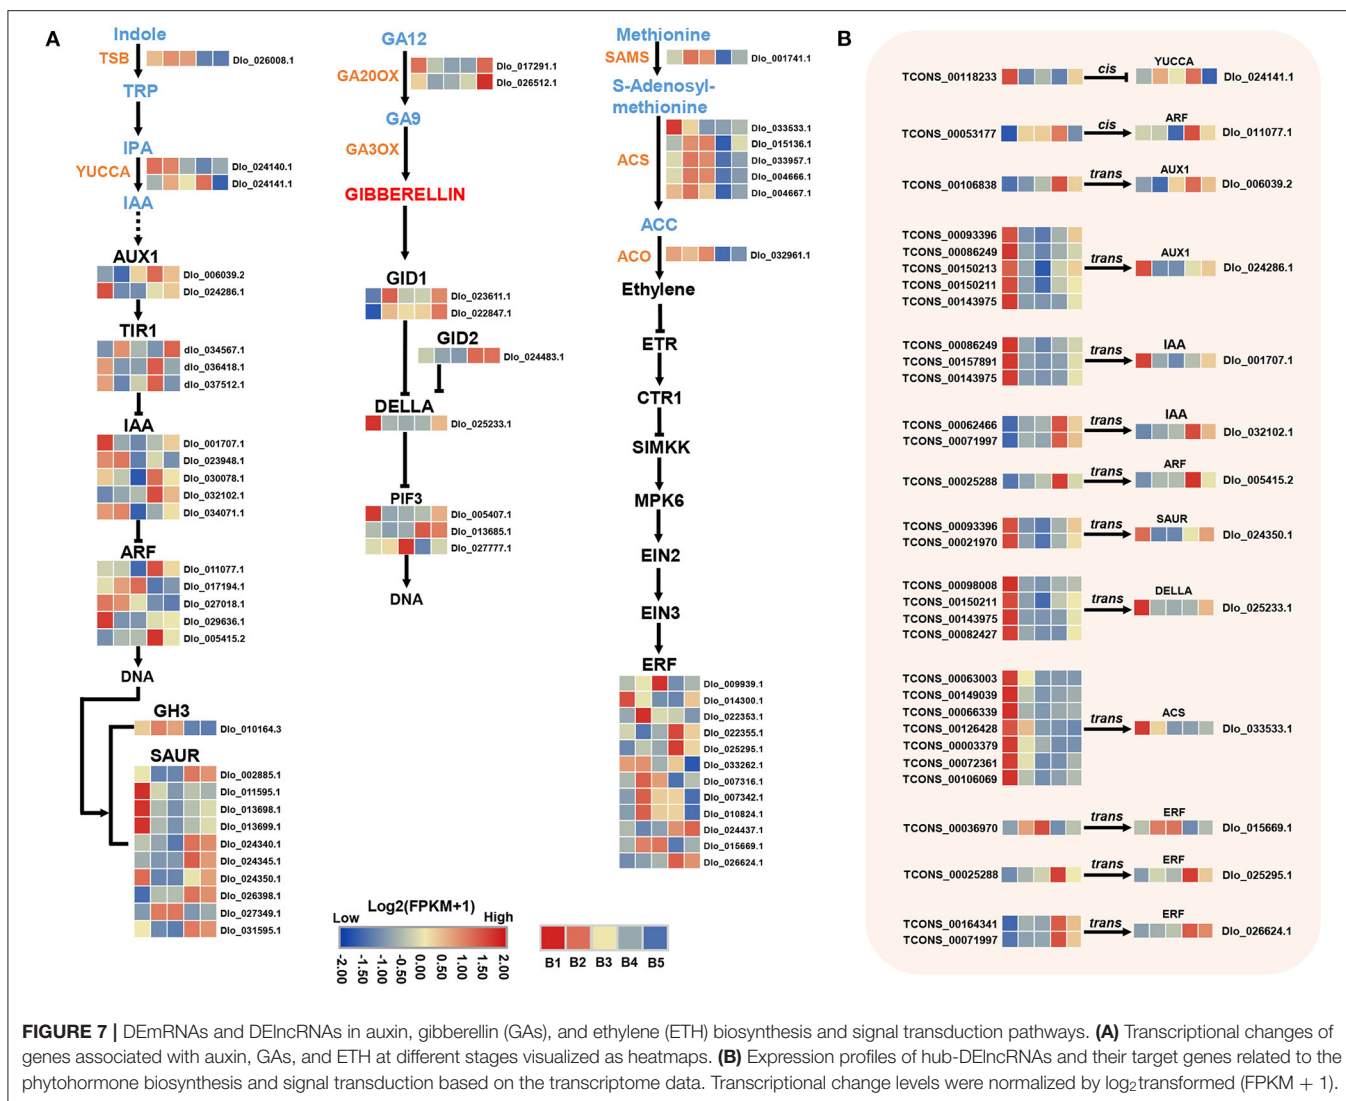 A
Indole
TSB
Dlo_026008.1
TRP
IPA
YUCCA
Dlo_024140.1
Dlo_024141.1
IAA
AUX1
Dlo_006039.2
Dlo_024286.1
TIR1
dlo_034567.1
dlo_036418.1
dlo_037512.1
IAA
Dlo_001707.1
Dlo_023948.1
Dlo_030078.1
Dlo_032102.1
Dlo_034071.1
ARF
Dlo_011077.1
Dlo_017194.1
Dlo_027018.1
Dlo_029636.1
Dlo_005415.2
DNA
GH3
Dlo_010164.3
SAUR
Dlo_002885.1
Dlo_011595.1
Dlo_013698.1
Dlo_013699.1
Dlo_024340.1
Dlo_024345.1
Dlo_024350.1
Dlo_026398.1
Dlo_027349.1
Dlo_031595.1
GA12
GA20OX
Dlo_017291.1
Dlo_026512.1
GA9
GA3OX
GIBBERELLIN
GID1
Dlo_023611.1
Dlo_022847.1
GID2
Dlo_024483.1
DELLA
Dlo_025233.1
PIF3
Dlo_005407.1
Dlo_013685.1
Dlo_027777.1
DNA
Methionine
SAMS
Dlo_001741.1
S-Adenosyl-
methionine
ACS
Dlo_033533.1
Dlo_015136.1
Dlo_033957.1
Dlo_004666.1
Dlo_004667.1
ACC
ACO
Dlo_032961.1
Ethylene
ETR
CTR1
SIMKK
MPK6
EIN2
EIN3
ERF
Dlo_009939.1
Dlo_014300.1
Dlo_022353.1
Dlo_022355.1
Dlo_025295.1
Dlo_033262.1
Dlo_007316.1
Dlo_007342.1
Dlo_010824.1
Dlo_024437.1
Dlo_015669.1
Dlo_026624.1
Log2(FPKM+1)
Low High
-2.00 -1.50 -1.00 -0.50 0.00 0.50 1.00 1.50 2.00
B1 B2 B3 B4 B5
B
TCONS_00118233 cis YUCCA Dlo_024141.1
TCONS_00053177 cis ARF Dlo_011077.1
TCONS_00106838 trans AUX1 Dlo_006039.2
TCONS_00093396
TCONS_00086249
TCONS_00150213
TCONS_00150211
TCONS_00143975
trans AUX1 Dlo_024286.1
TCONS_00086249
TCONS_00157891
TCONS_00143975
trans IAA Dlo_001707.1
TCONS_00062466
TCONS_00071997
trans IAA Dlo_032102.1
TCONS_00025288 trans ARF Dlo_005415.2
TCONS_00093396
TCONS_00021970
trans SAUR Dlo_024350.1
TCONS_00098008
TCONS_00150211
TCONS_00143975
TCONS_00082427
trans DELLA Dlo_025233.1
TCONS_00063003
TCONS_00149039
TCONS_00066339
TCONS_00126428
TCONS_00003379
TCONS_00072361
TCONS_00106069
trans ACS Dlo_033533.1
TCONS_00036970 trans ERF Dlo_015669.1
TCONS_00025288 trans ERF Dlo_025295.1
TCONS_00164341
TCONS_00071997
trans ERF Dlo_026624.1
FIGURE 7 | DEmRNAs and DElncRNAs in auxin, gibberellin (GAs), and ethylene (ETH) biosynthesis and signal transduction pathways. (A) Transcriptional changes of
genes associated with auxin, GAs, and ETH at different stages visualized as heatmaps. (B) Expression profiles of hub-DElncRNAs and their target genes related to the
phytohormone biosynthesis and signal transduction based on the transcriptome data. Transcriptional change levels were normalized by log2 transformed (FPKM + 1).